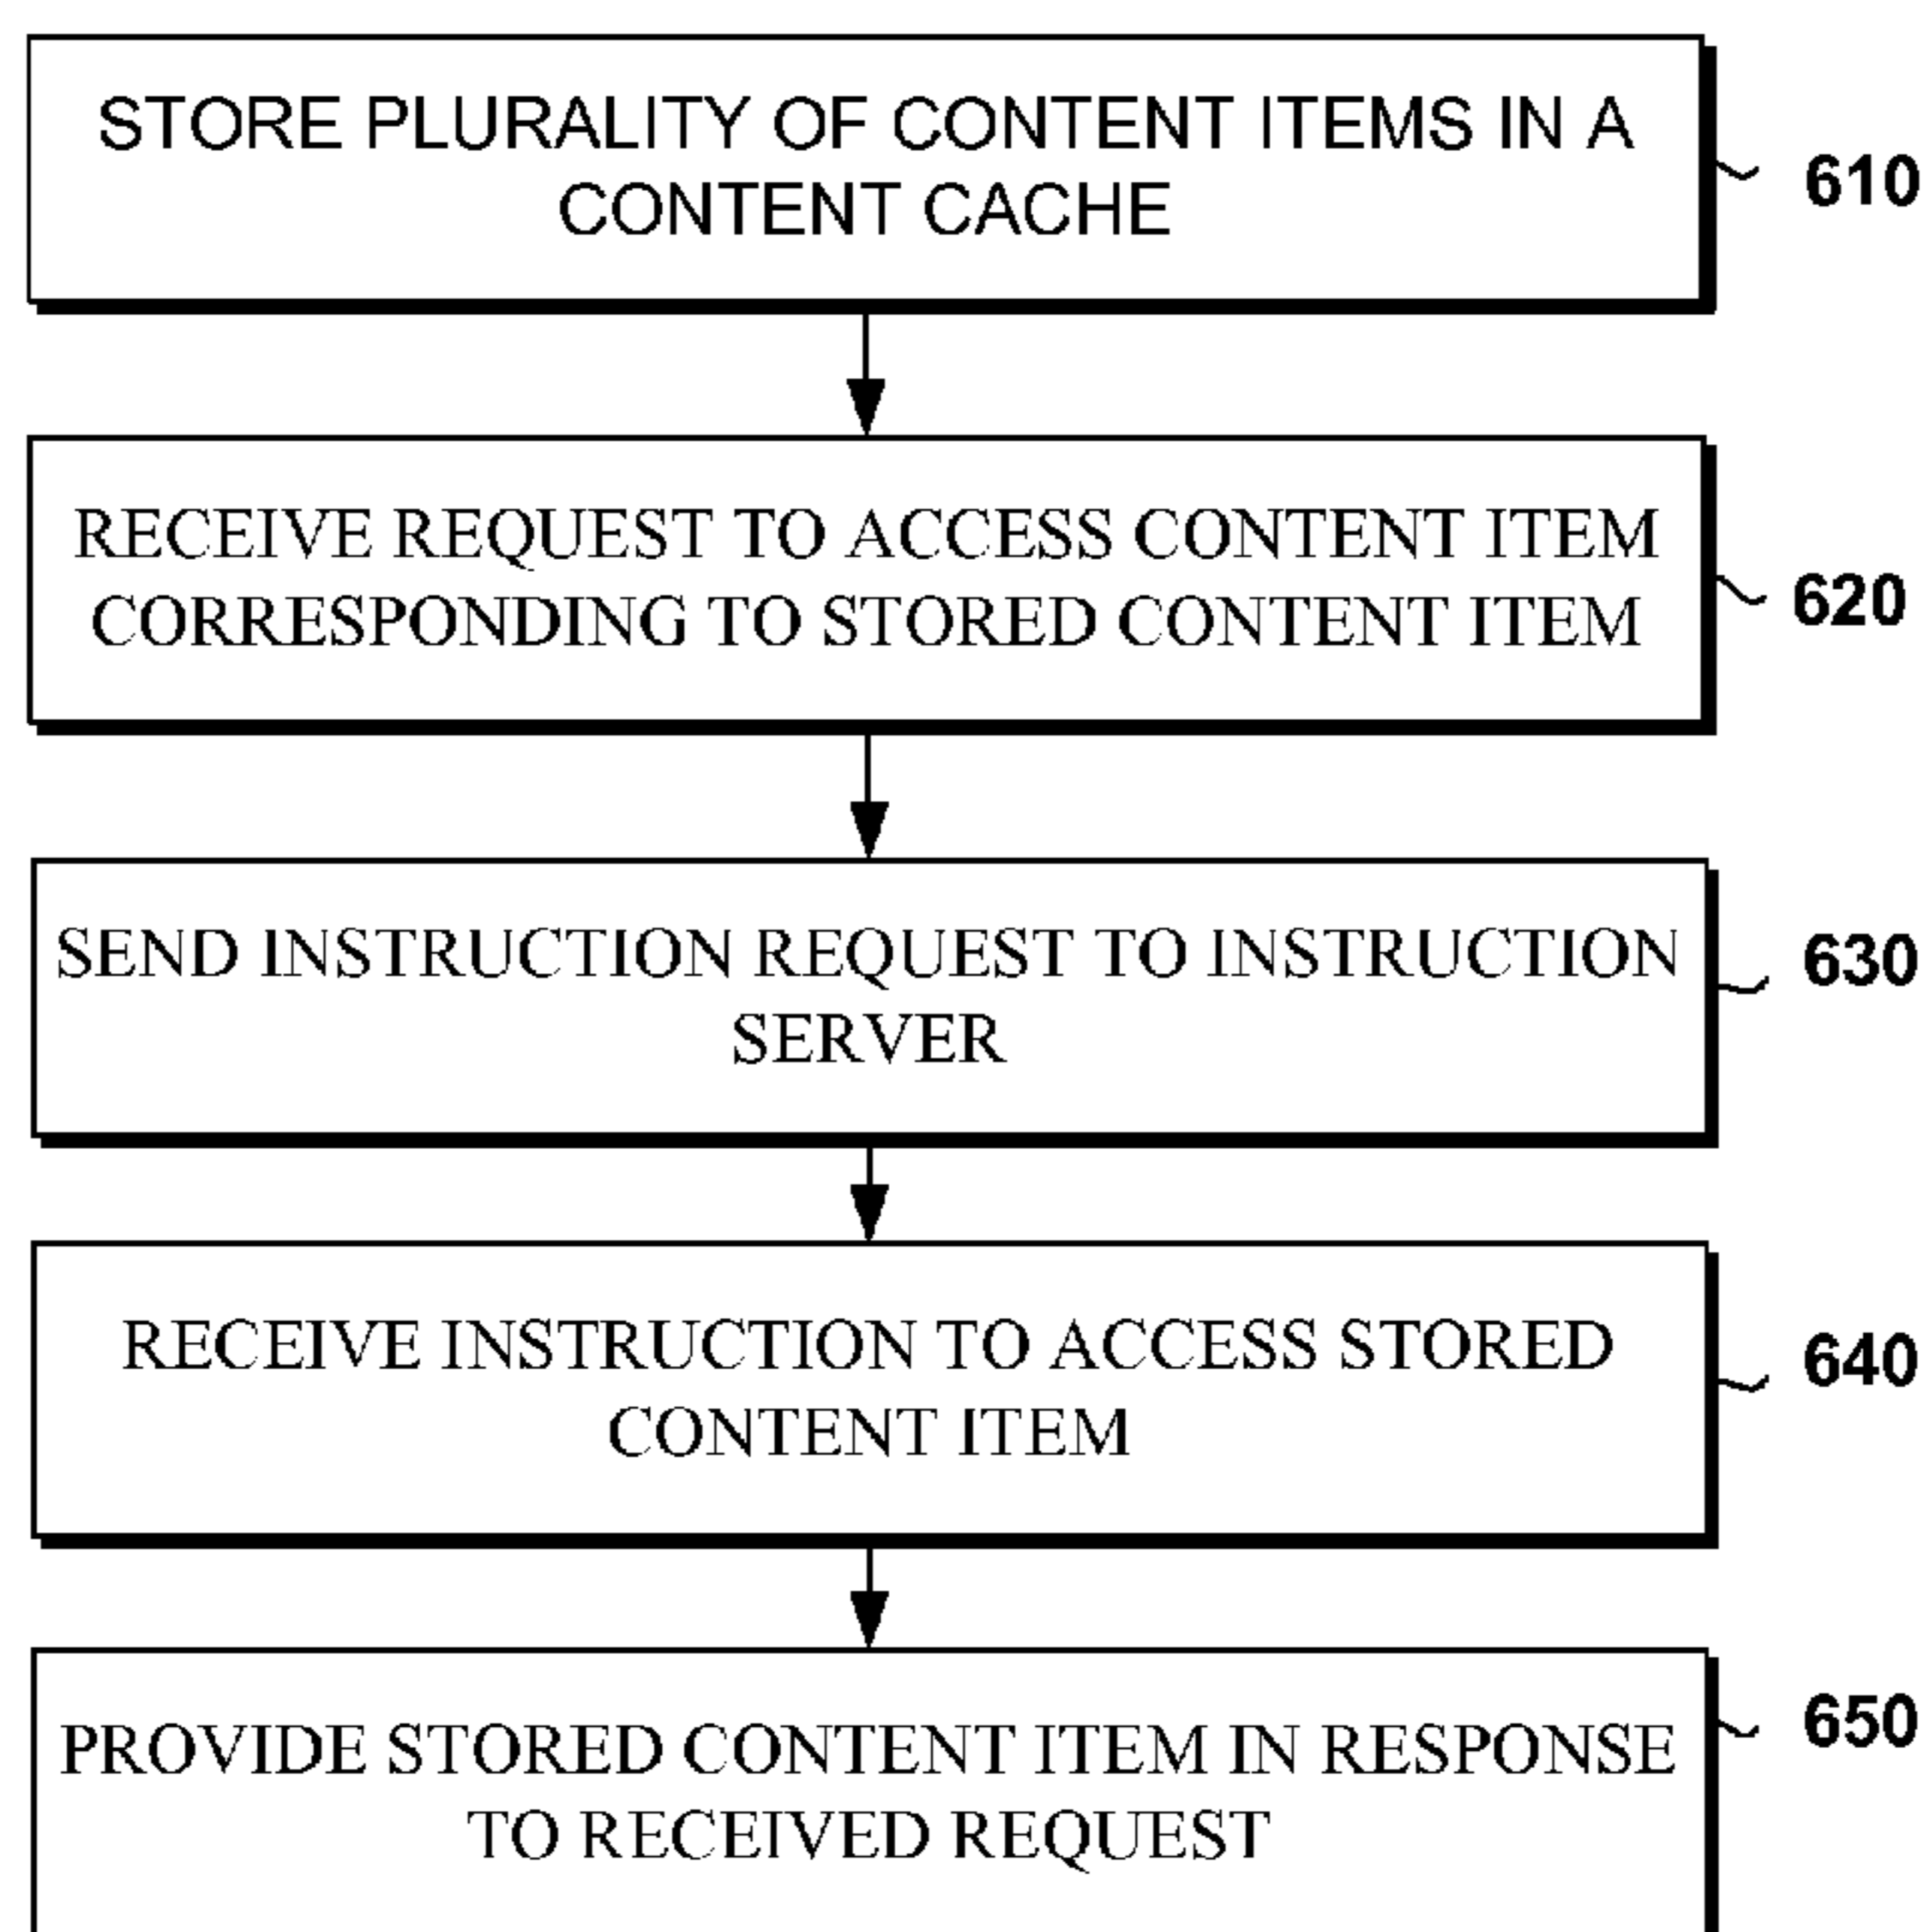 STORE PLURALITY OF CONTENT ITEMS IN A
CONTENT CACHE
610
RECEIVE REQUEST TO ACCESS CONTENT ITEM
CORRESPONDING TO STORED CONTENT ITEM
620
SEND INSTRUCTION REQUEST TO INSTRUCTION
SERVER
630
RECEIVE INSTRUCTION TO ACCESS STORED
CONTENT ITEM
640
PROVIDE STORED CONTENT ITEM IN RESPONSE
TO RECEIVED REQUEST
650